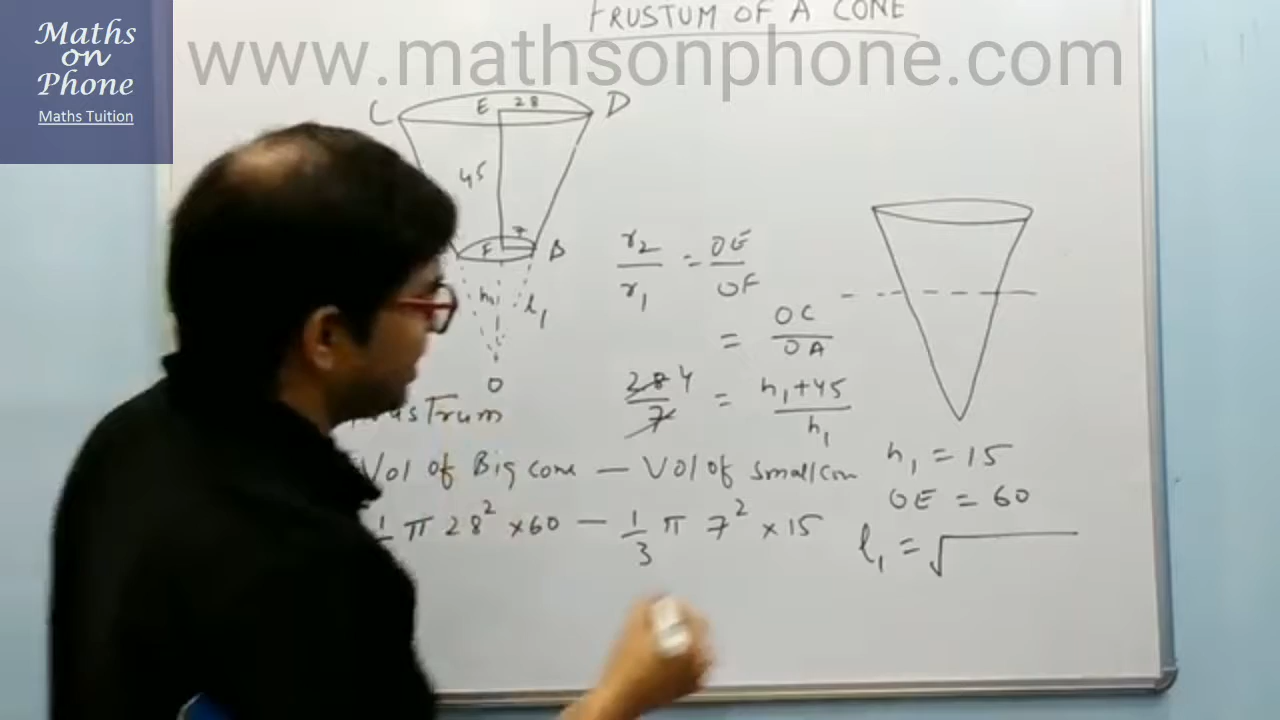 Maths
on
Phone
Maths Tuition
www.mathsonphone.com
FRUSTUM OF A CONE
C E 28 D
45
F 7 B
h1 l1
O
r2/r1 = OE/OF
= OC/OA
28 4/7 = h1+45/h1
Vol of Big cone — Vol of small con
1/3 π 28² ×60 — 1/3 π 7² ×15
h1 = 15
OE = 60
l1 = √